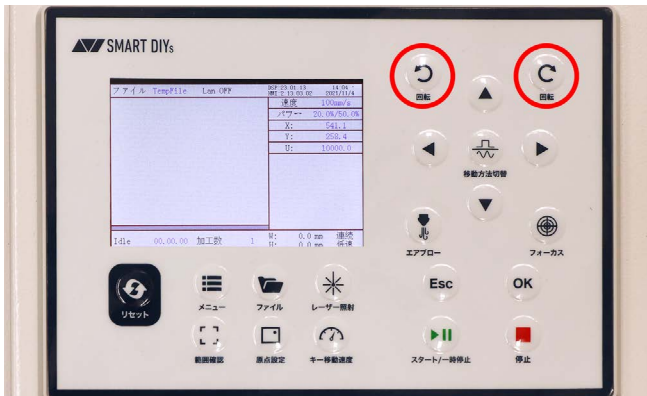 SMART DIYs
ファイル TempFile Lan OFF
DSP 23.01.13 14:04
HMI 2.13.03.02 2021/11/4
速度 100mm/s
パワー 20.0%/50.0%
X: 541.1
Y: 258.4
U: 10000.0
Idle 00.00.00 加工数 1
W: 0.0 mm 連続
H: 0.0 mm 低速
回転
回転
移動方法切替
エアブロー
フォーカス
Esc
OK
リセット
メニュー
ファイル
レーザー照射
範囲確認
原点設定
キー移動速度
スタート/一時停止
停止